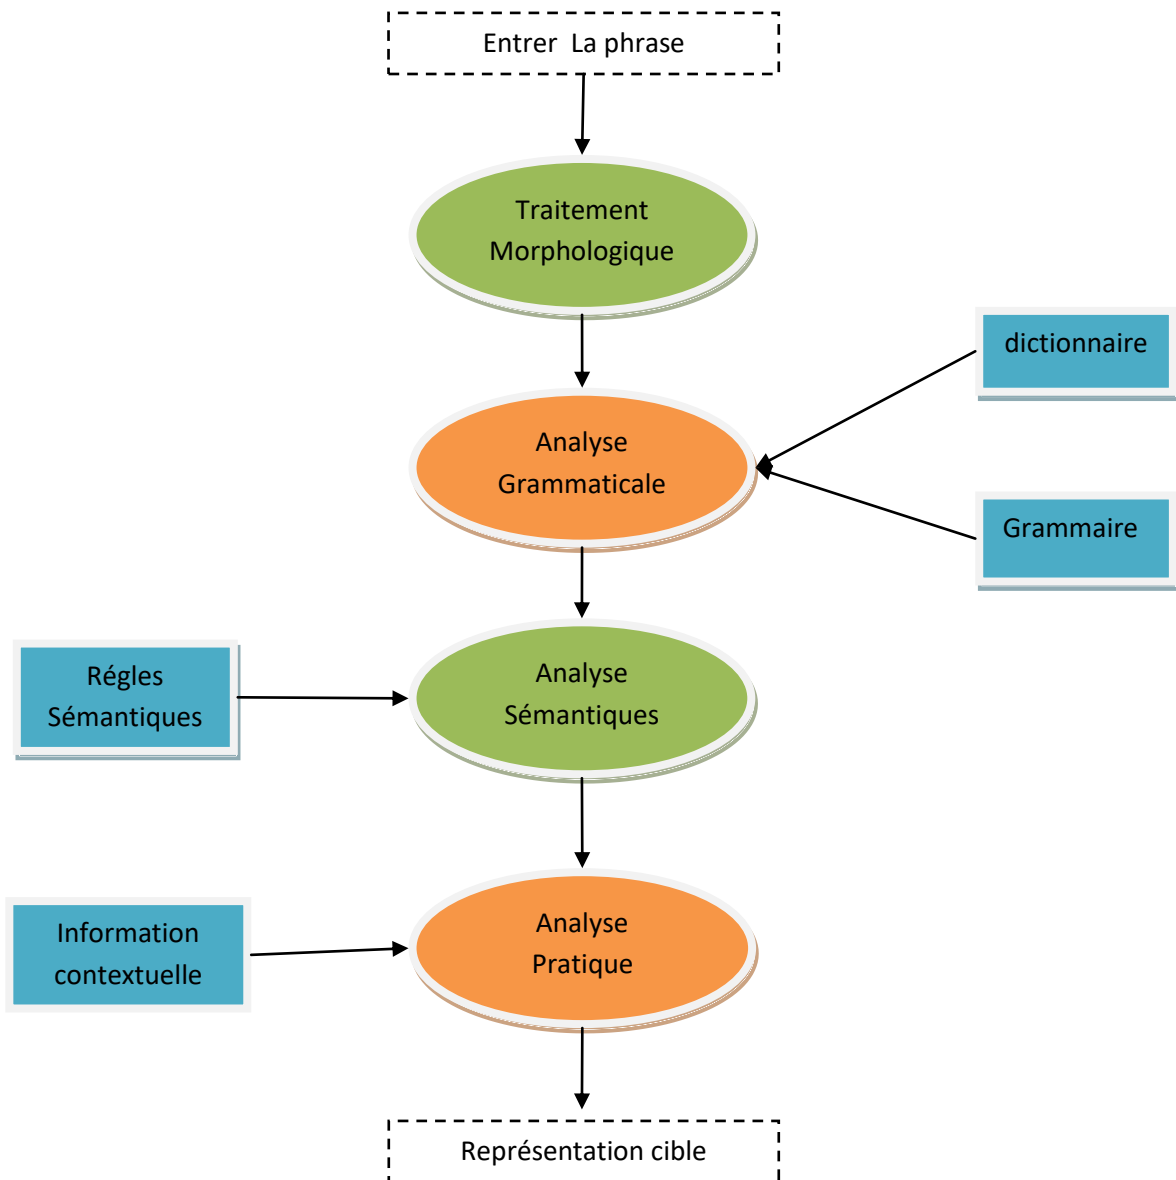 Entrer La phrase
Traitement
Morphologique
dictionnaire
Analyse
Grammaticale
Grammaire
Régles
Sémantiques
Analyse
Sémantiques
Information
contextuelle
Analyse
Pratique
Représentation cible